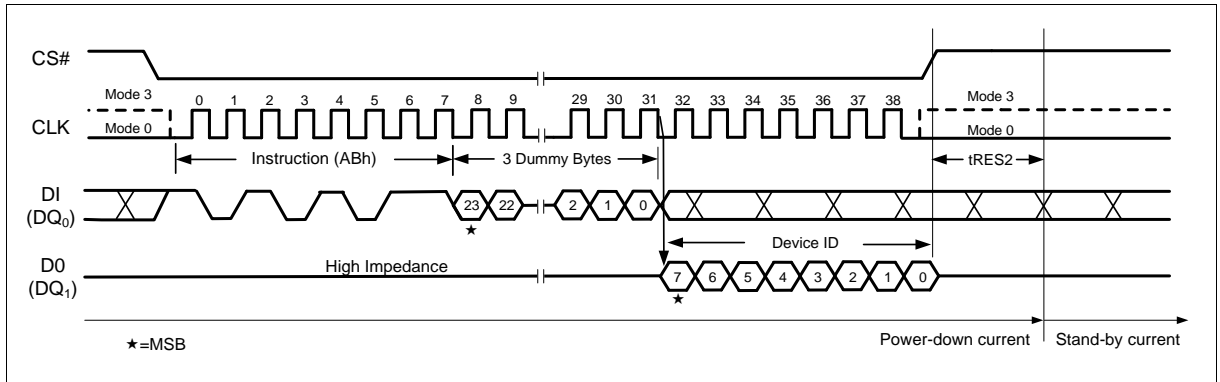 CS#
Mode 3 0 1 2 3 4 5 6 7 8 9 29 30 31 32 33 34 35 36 37 38 Mode 3
CLK
Mode 0 Mode 0
Instruction (ABh) 3 Dummy Bytes tRES2
DI
(DQ0) 23 22 2 1 0
★ Device ID
D0 High Impedance 7 6 5 4 3 2 1 0
(DQ1)
★
★=MSB Power-down current Stand-by current